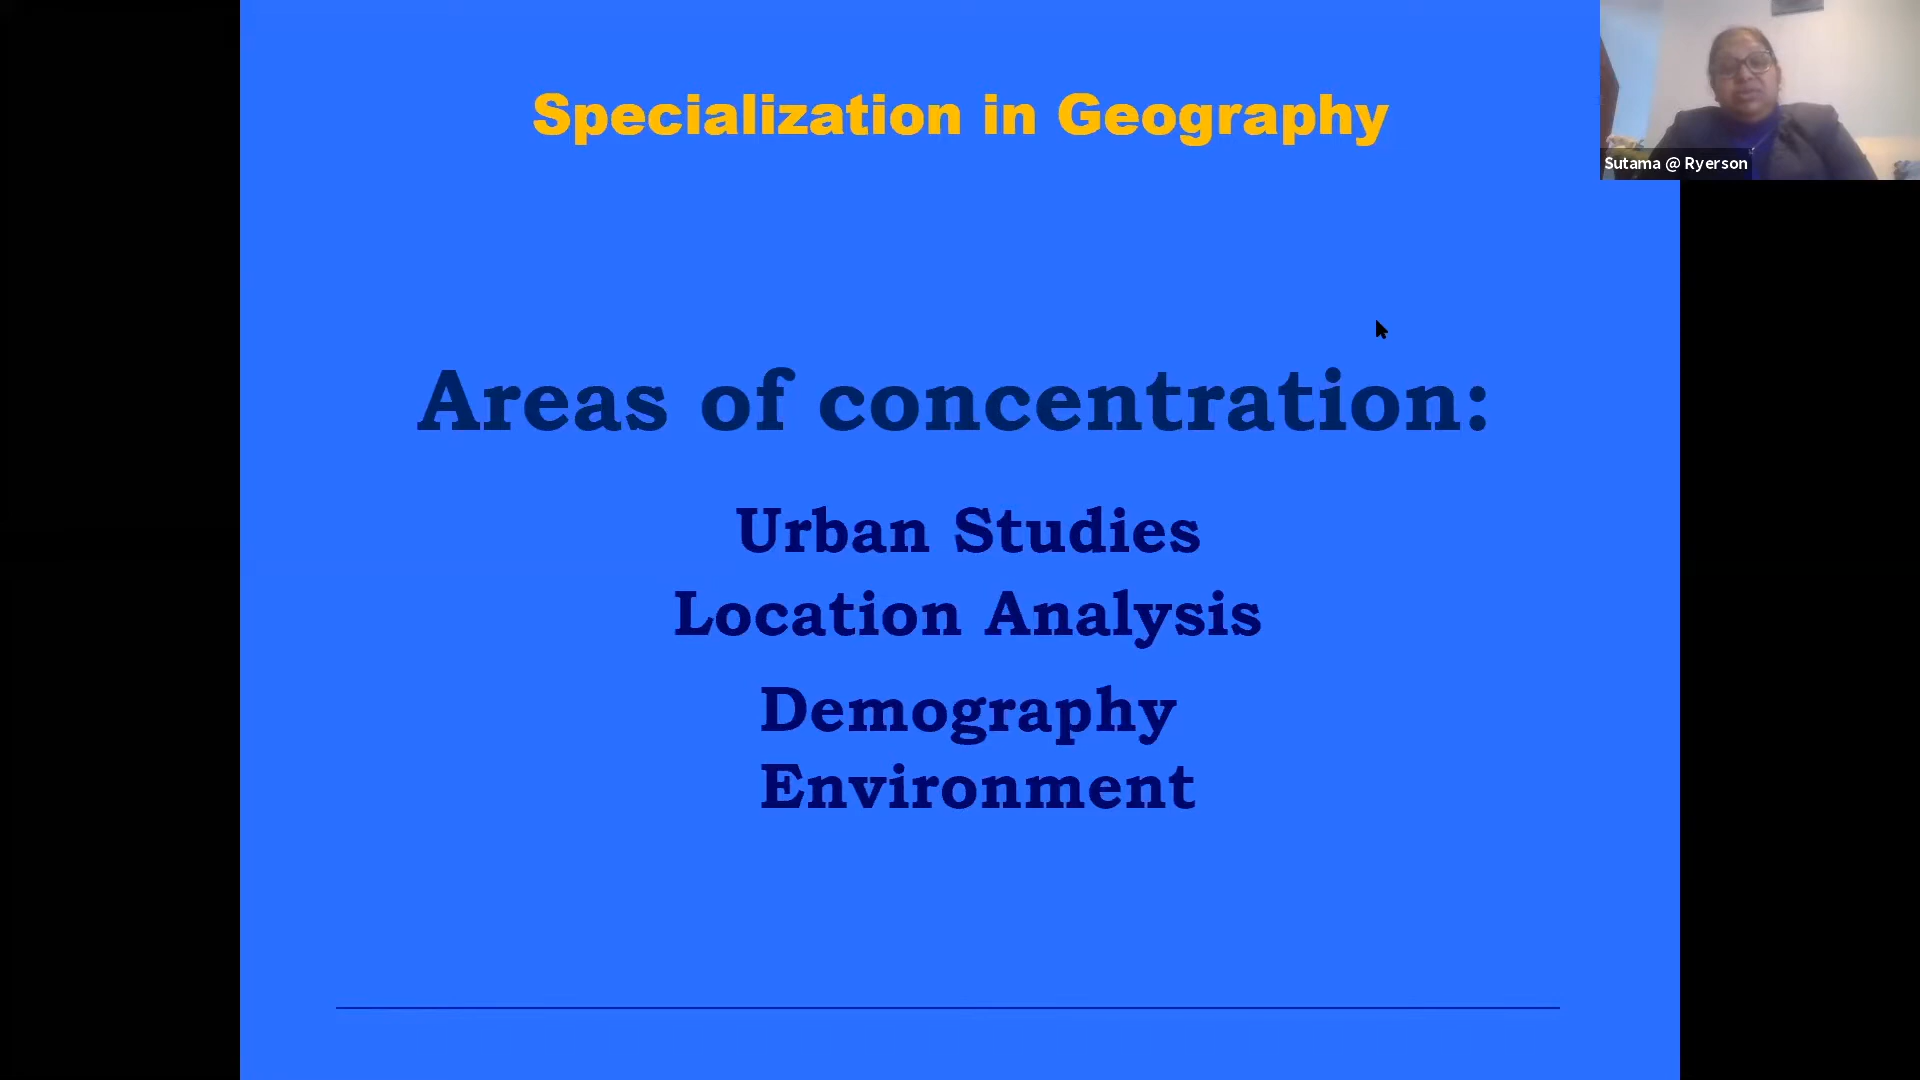 Specialization in Geography
Sutama @ Ryerson
Areas of concentration:
Urban Studies
Location Analysis
Demography
Environment